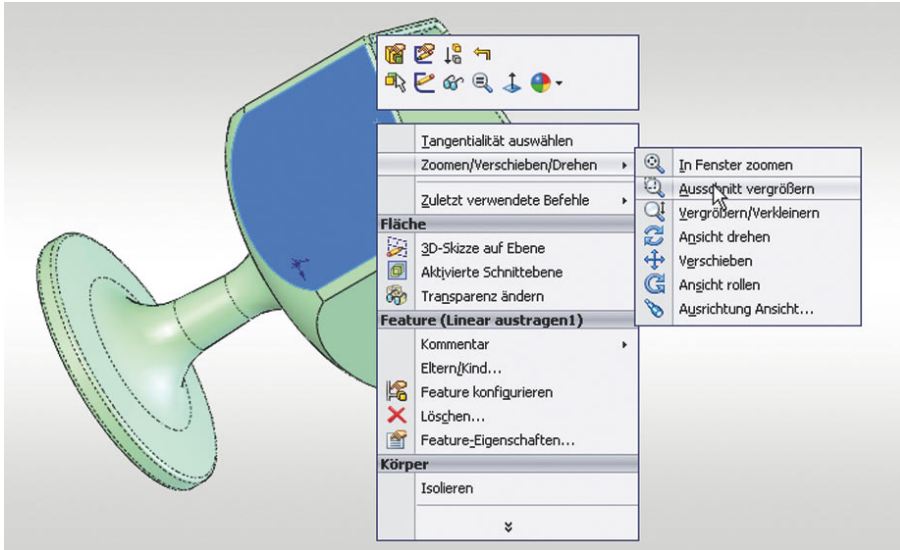 Tangentialität auswählen
Zoomen/Verschieben/Drehen
Zuletzt verwendete Befehle
Fläche
3D-Skizze auf Ebene
Aktivierte Schnittebene
Transparenz ändern
Feature (Linear austragen1)
Kommentar
Eltern/Kind...
Feature konfigurieren
Löschen...
Feature-Eigenschaften...
Körper
Isolieren
In Fenster zoomen
Ausschnitt vergrößern
Vergrößern/Verkleinern
Ansicht drehen
Verschieben
Ansicht rollen
Ausrichtung Ansicht...